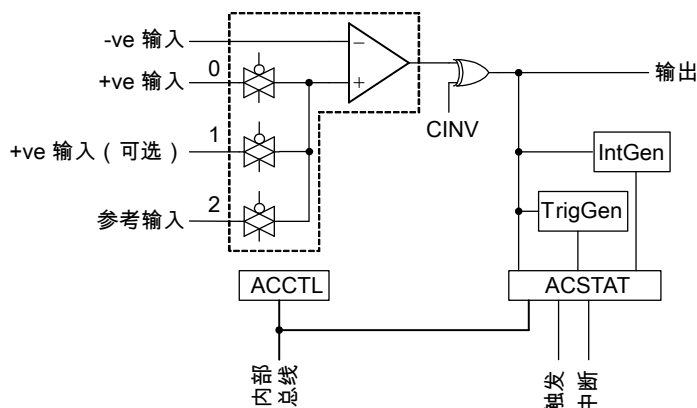 -ve 输入
+ve 输入
0
+ve 输入（可选）
1
参考输入
2
−
+
CINV
输出
IntGen
TrigGen
ACCTL
ACSTAT
内部
总线
触发
中断